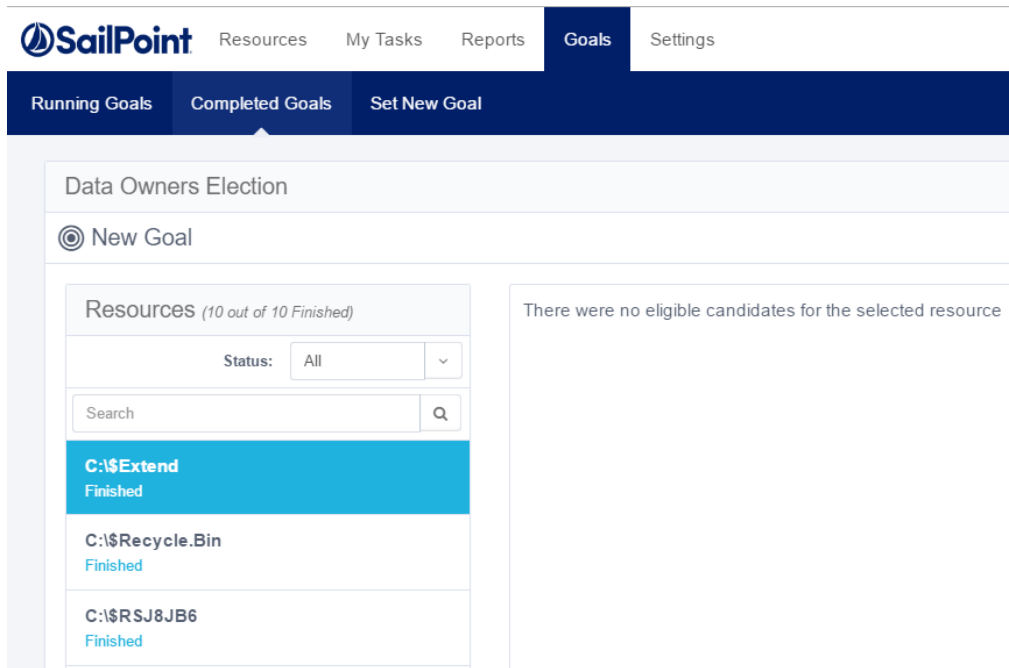 SailPoint Resources My Tasks Reports Goals Settings
Running Goals Completed Goals Set New Goal
Data Owners Election
New Goal
Resources (10 out of 10 Finished)
There were no eligible candidates for the selected resource
Status: All
Search
C:\$Extend
Finished
C:\$Recycle.Bin
Finished
C:\$RSJ8JB6
Finished